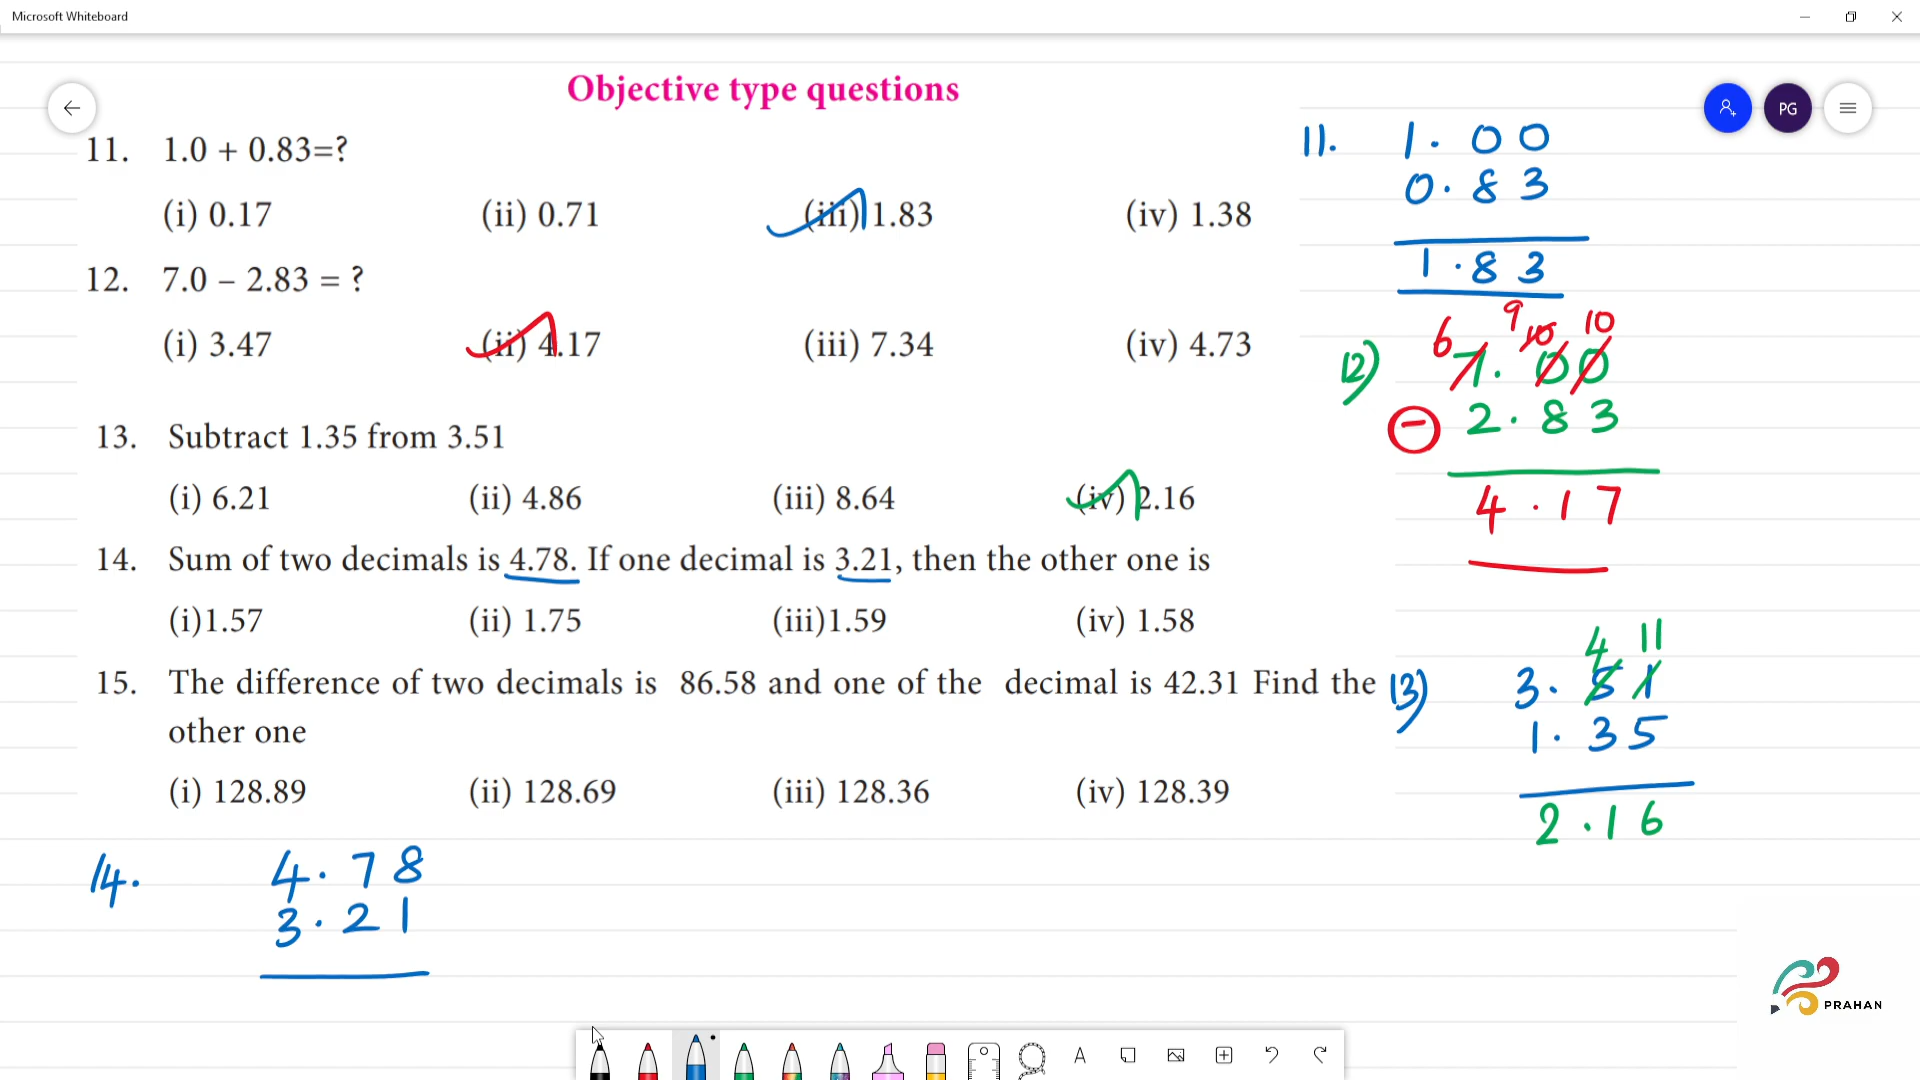 Microsoft Whiteboard
Objective type questions
PG
11. 1.0 + 0.83=?
(i) 0.17 (ii) 0.71 (iii) 1.83 (iv) 1.38
12. 7.0 – 2.83 = ?
(i) 3.47 (ii) 4.17 (iii) 7.34 (iv) 4.73
13. Subtract 1.35 from 3.51
(i) 6.21 (ii) 4.86 (iii) 8.64 (iv) 2.16
14. Sum of two decimals is 4.78. If one decimal is 3.21, then the other one is
(i)1.57 (ii) 1.75 (iii)1.59 (iv) 1.58
15. The difference of two decimals is 86.58 and one of the decimal is 42.31 Find the
other one
(i) 128.89 (ii) 128.69 (iii) 128.36 (iv) 128.39
11. 1.00
0.83
1.83
9
6 10 10
12) 7.00
- 2.83
4.17
4 11
13) 3.51
1.35
2.16
14. 4.78
3.21
PRAHAN
A